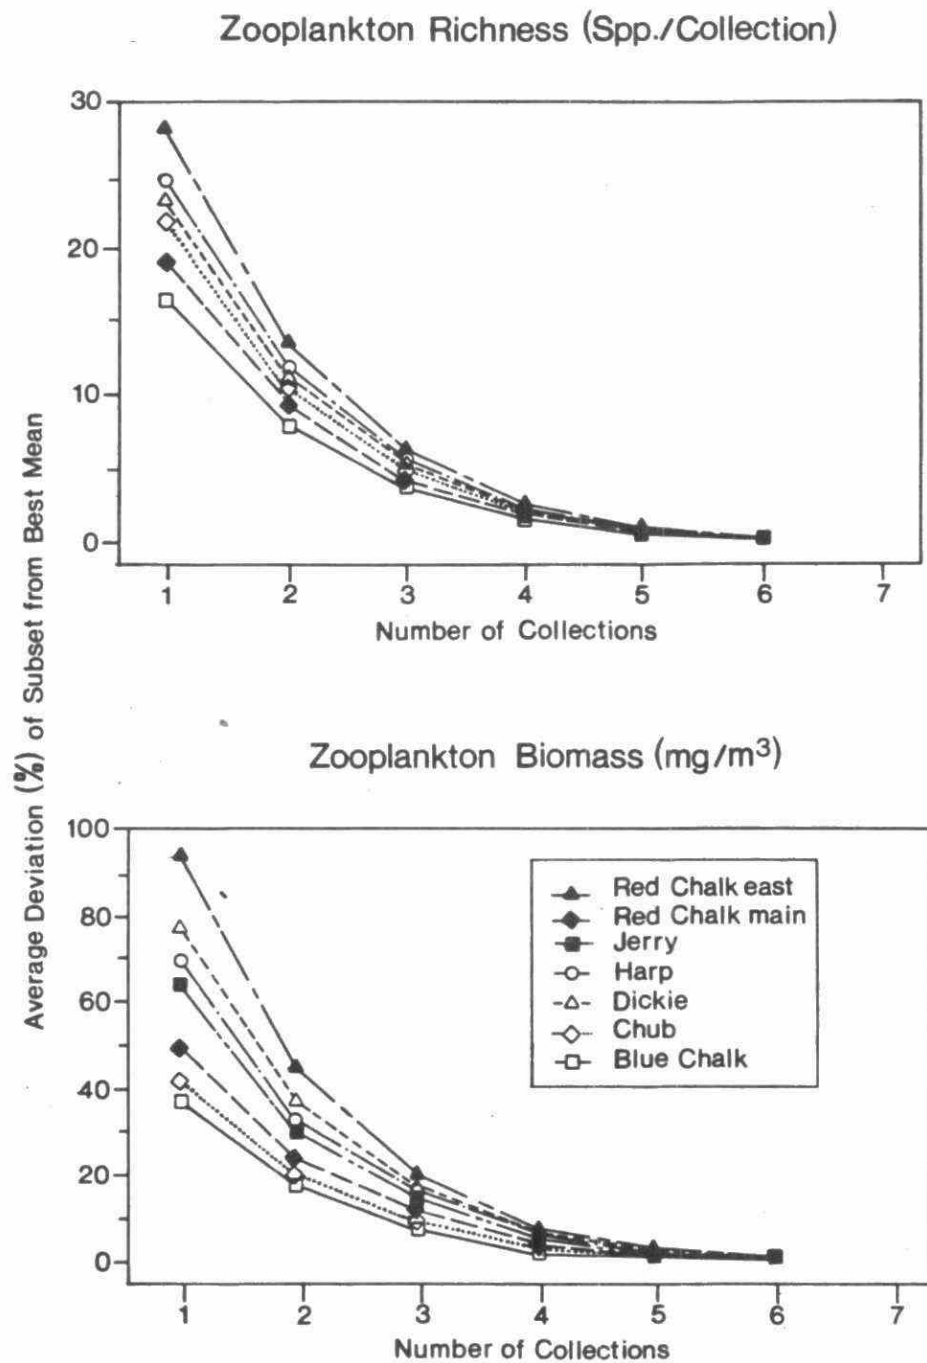 Zooplankton Richness (Spp./Collection)
30
20
10
0
1 2 3 4 5 6 7
Number of Collections
Average Deviation (%) of Subset from Best Mean
Zooplankton Biomass (mg/m³)
100
80
60
40
20
0
Red Chalk east
Red Chalk main
Jerry
Harp
Dickie
Chub
Blue Chalk
1 2 3 4 5 6 7
Number of Collections